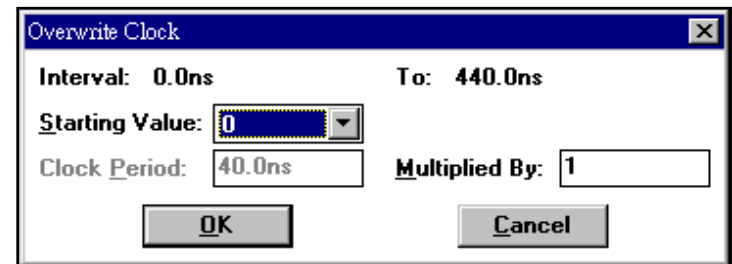 Overwrite Clock
Interval: 0.0ns To: 440.0ns
Starting Value: 0
Clock Period: 40.0ns Multiplied By: 1
OK Cancel